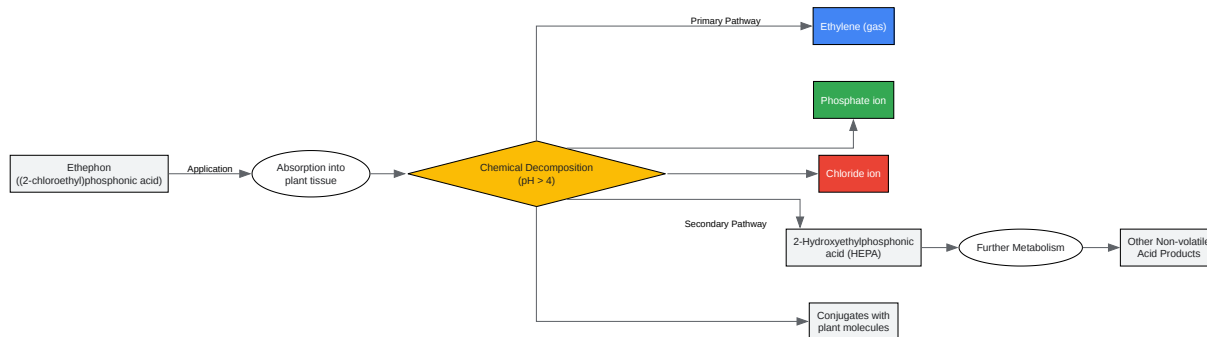 Primary Pathway
Ethylene (gas)
Phosphate ion
Ethephon
((2-chloroethyl)phosphonic acid)
Application
Absorption into
plant tissue
Chemical Decomposition
(pH > 4)
Chloride ion
Secondary Pathway
2-Hydroxyethylphosphonic
acid (HEPA)
Further Metabolism
Other Non-volatile
Acid Products
Conjugates with
plant molecules